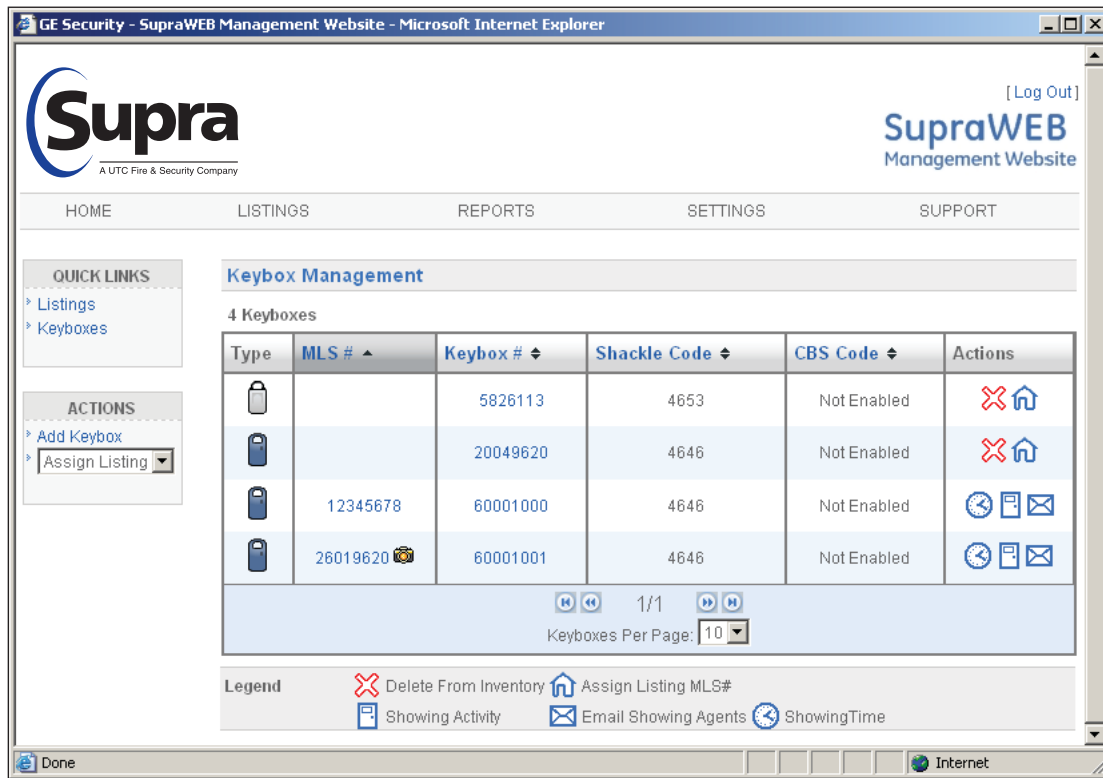 GE Security - SupraWEB Management Website - Microsoft Internet Explorer
Supra
A UTC Fire & Security Company
[ Log Out ]
SupraWEB
Management Website
HOME LISTINGS REPORTS SETTINGS SUPPORT
QUICK LINKS
Listings
Keyboxes
ACTIONS
Add Keybox
Assign Listing
Keybox Management
4 Keyboxes
Type MLS # Keybox # Shackle Code CBS Code Actions
5826113 4653 Not Enabled
20049620 4646 Not Enabled
12345678 60001000 4646 Not Enabled
26019620 60001001 4646 Not Enabled
1/1
Keyboxes Per Page: 10
Legend Delete From Inventory Assign Listing MLS#
Showing Activity Email Showing Agents ShowingTime
Done Internet